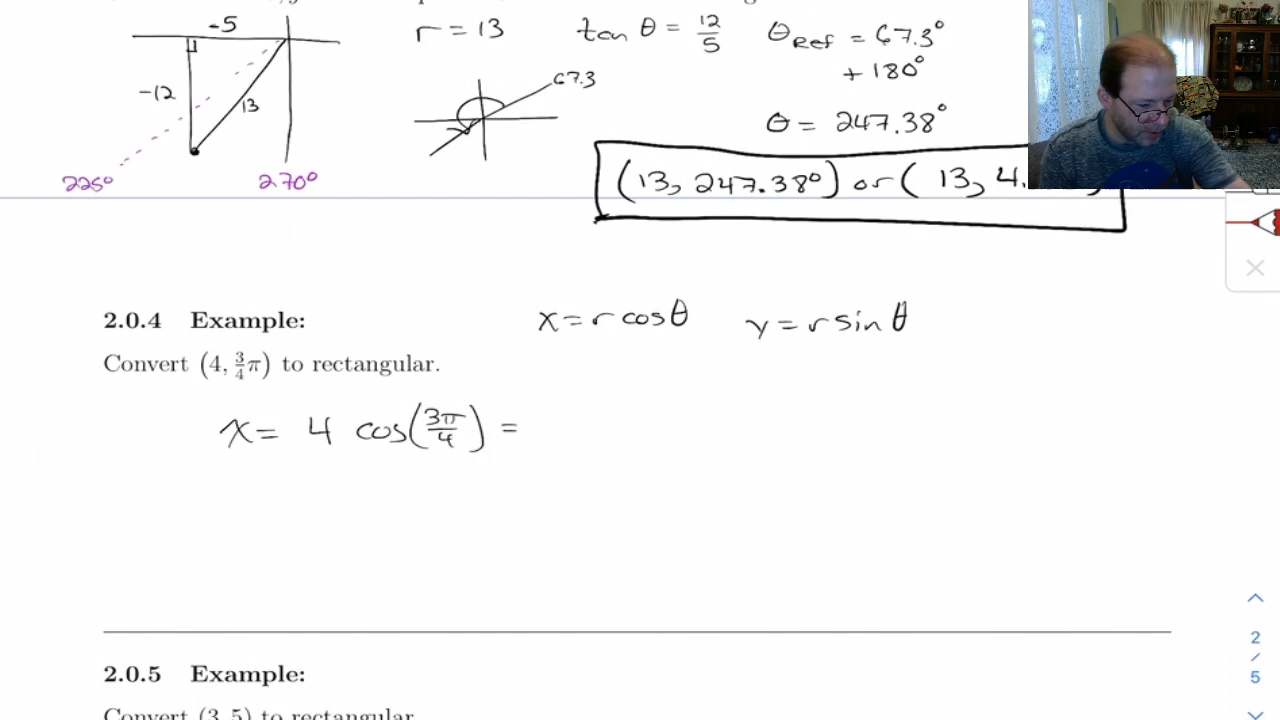 -5
r = 13
tan θ = 12/5
θRef = 67.3°
+ 180°
-12
13
67.3
θ = 247.38°
225°
270°
(13, 247.38°) or ( 13, 4.
2.0.4 Example:
x = r cosθ
y = r sin θ
Convert (4, 3/4 π) to rectangular.
x = 4 cos(3π/4) =
2.0.5 Example:
Convert (3, 5) to rectangular
2
/
5